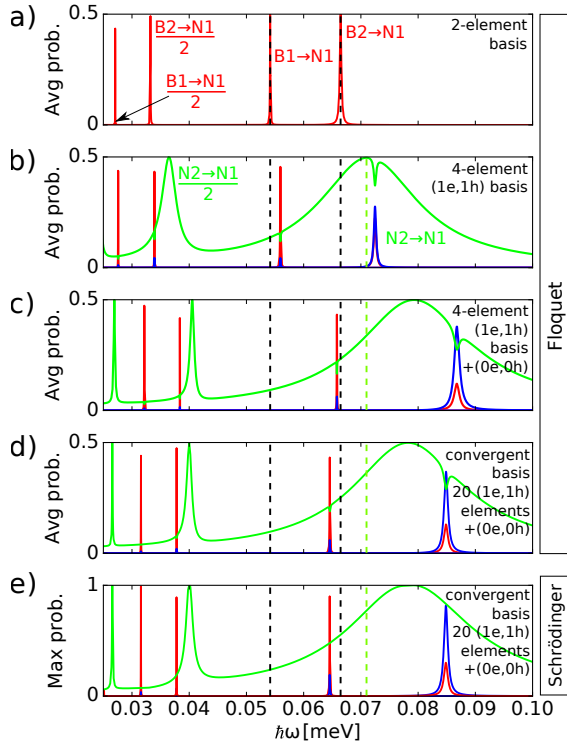 a)
0.5
0
Avg prob.
B2→N1
2
B1→N1
2
B1→N1
B2→N1
2-element
basis
b)
0.5
0
Avg prob.
N2→N1
2
N2→N1
4-element
(1e,1h) basis
c)
0.5
0
Avg prob.
4-element
(1e,1h)
basis
+(0e,0h)
Floquet
d)
0.5
0
Avg prob.
convergent
basis
20 (1e,1h)
elements
+(0e,0h)
e)
1
0
Max prob.
convergent
basis
20 (1e,1h)
elements
+(0e,0h)
Schrödinger
0.03 0.04 0.05 0.06 0.07 0.08 0.09 0.10
ℏω[meV]